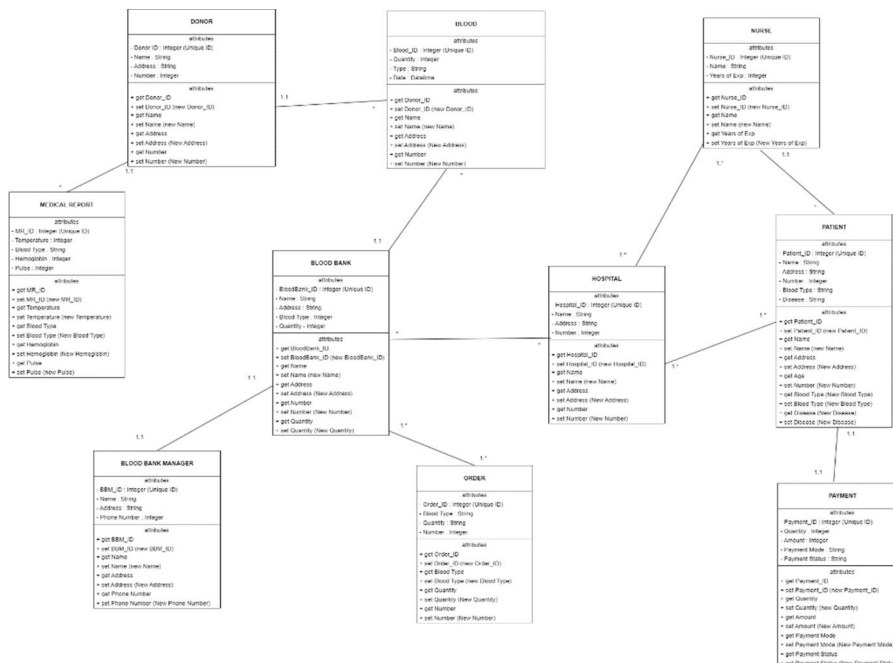 DONOR
attributes
- Donor ID : Integer (Unique ID)
- Name : String
- Address : String
- Number : Integer
attributes
+ get Donor_ID
+ set Donor_ID (new Donor_ID)
+ get Name
+ set Name (new Name)
+ get Address
+ set Address (New Address)
+ get Number
+ set Number (New Number)
1.1
*
1.1
*
BLOOD
attributes
- Blood_ID : Integer (Unique ID)
- Quantity : Integer
- Type : String
- Date : Datetime
attributes
+ get Donor_ID
+ set Donor_ID (new Donor_ID)
+ get Name
+ set Name (new Name)
+ get Address
+ set Address (New Address)
+ get Number
+ set Number (New Number)
*
1.1
NURSE
attributes
- Nurse_ID : Integer (Unique ID)
- Name : String
- Years of Exp : Integer
attributes
+ get Nurse_ID
+ set Nurse_ID (new Nurse_ID)
+ get Name
+ set Name (new Name)
+ get Years of Exp
+ set Years of Exp (New Years of Exp)
1.*
1.1
*
1.*
MEDICAL REPORT
attributes
- MR_ID : Integer (Unique ID)
- Temperature : Integer
- Blood Type : String
- Hemoglobin : Integer
- Pulse : Integer
attributes
+ get MR_ID
+ set MR_ID (new MR_ID)
+ get Temperature
+ set Temperature (new Temperature)
+ get Blood Type
+ set Blood Type (New Blood Type)
+ get Hemoglobin
+ set Hemoglobin (New Hemoglobin)
+ get Pulse
+ set Pulse (new Pulse)
BLOOD BANK
attributes
- BloodBank_ID : Integer (Unique ID)
- Name : String
- Address : String
- Blood Type : Integer
- Quantity - Integer
attributes
+ get BloodBank_ID
+ set BloodBank_ID (new BloodBank_ID)
+ get Name
+ set Name (new Name)
+ get Address
+ set Address (New Address)
+ get Number
+ set Number (New Number)
+ get Quantity
+ set Quantity (New Quantity)
*
*
1.1
1.1
1.*
1.*
HOSPITAL
attributes
- Hospital_ID : Integer (Unique ID)
- Name : String
- Address : String
- Number : Integer
attributes
+ get Hospital_ID
+ set Hospital_ID (new Hospital_ID)
+ get Name
+ set Name (new Name)
+ get Address
+ set Address (New Address)
+ get Number
+ set Number (New Number)
1.*
1.*
PATIENT
attributes
- Patient_ID : Integer (Unique ID)
- Name : String
- Address : String
- Number : Integer
- Blood Type : String
- Disease : String
attributes
+ get Patient_ID
+ set Patient_ID (new Patient_ID)
+ get Name
+ set Name (new Name)
+ get Address
+ set Address (New Address)
+ get Age
+ set Number (New Number)
+ get Blood Type (New Blood Type)
+ set Blood Type (New Blood Type)
+ get Disease (New Disease)
+ set Disease (New Disease)
1.1
1.1
BLOOD BANK MANAGER
attributes
- BBM_ID : Integer (Unique ID)
- Name : String
- Address : String
- Phone Number : Integer
attributes
+ get BBM_ID
+ set BBM_ID (new BBM_ID)
+ get Name
+ set Name (new Name)
+ get Address
+ set Address (New Address)
+ get Phone Number
+ set Phone Number (New Phone Number)
ORDER
attributes
- Order_ID : Integer (Unique ID)
- Blood Type : String
- Quantity : String
- Number : Integer
attributes
+ get Order_ID
+ set Order_ID (new Order_ID)
+ get Blood Type
+ set Blood Type (new Blood Type)
+ get Quantity
+ set Quantity (New Quantity)
+ get Number
+ set Number (New Number)
PAYMENT
attributes
- Payment_ID : Integer (Unique ID)
- Quantity : Integer
- Amount : Integer
- Payment Mode : String
- Payment Status : String
attributes
+ get Payment_ID
+ set Payment_ID (new Payment_ID)
+ get Quantity
+ set Quantity (new Quantity)
+ get Amount
+ set Amount (New Amount)
+ get Payment Mode
+ set Payment Mode (New Payment Mode)
+ get Payment Status